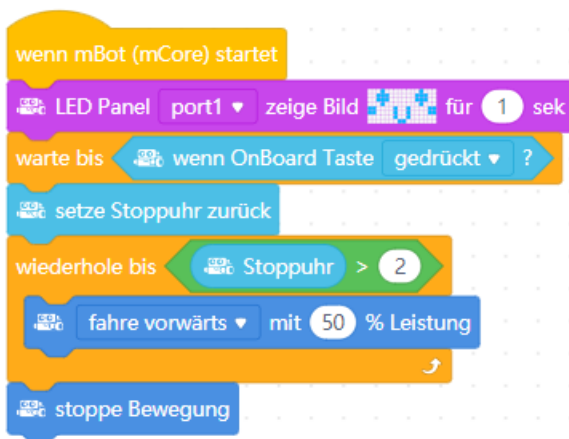 wenn mBot (mCore) startet
LED Panel port1 zeige Bild für 1 sek
warte bis wenn OnBoard Taste gedrückt ?
setze Stoppuhr zurück
wiederhole bis Stoppuhr > 2
fahre vorwärts mit 50 % Leistung
stoppe Bewegung